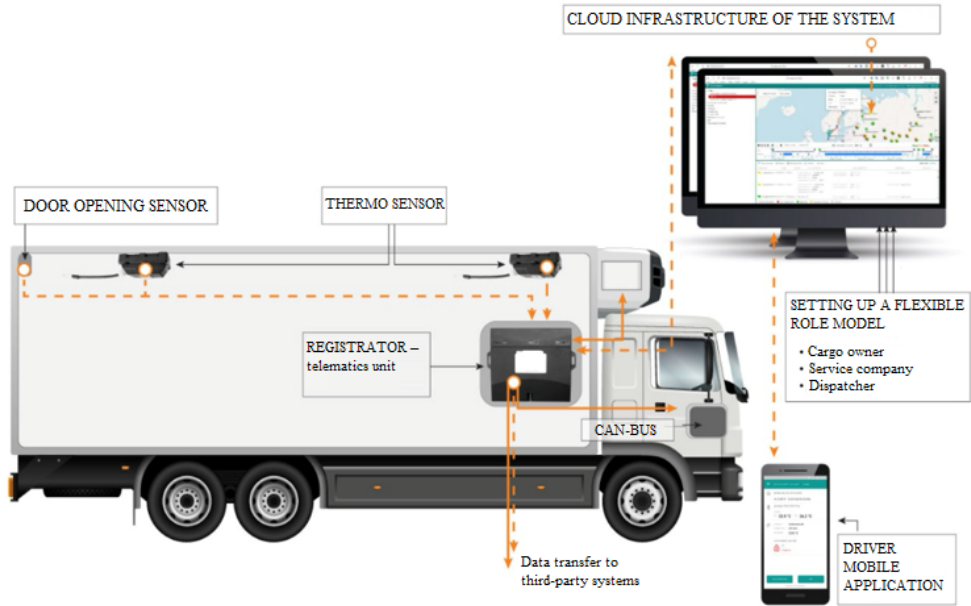 CLOUD INFRASTRUCTURE OF THE SYSTEM
DOOR OPENING SENSOR
THERMO SENSOR
REGISTRATOR –
telematics unit
CAN-BUS
SETTING UP A FLEXIBLE
ROLE MODEL
• Cargo owner
• Service company
• Dispatcher
Data transfer to
third-party systems
DRIVER
MOBILE
APPLICATION